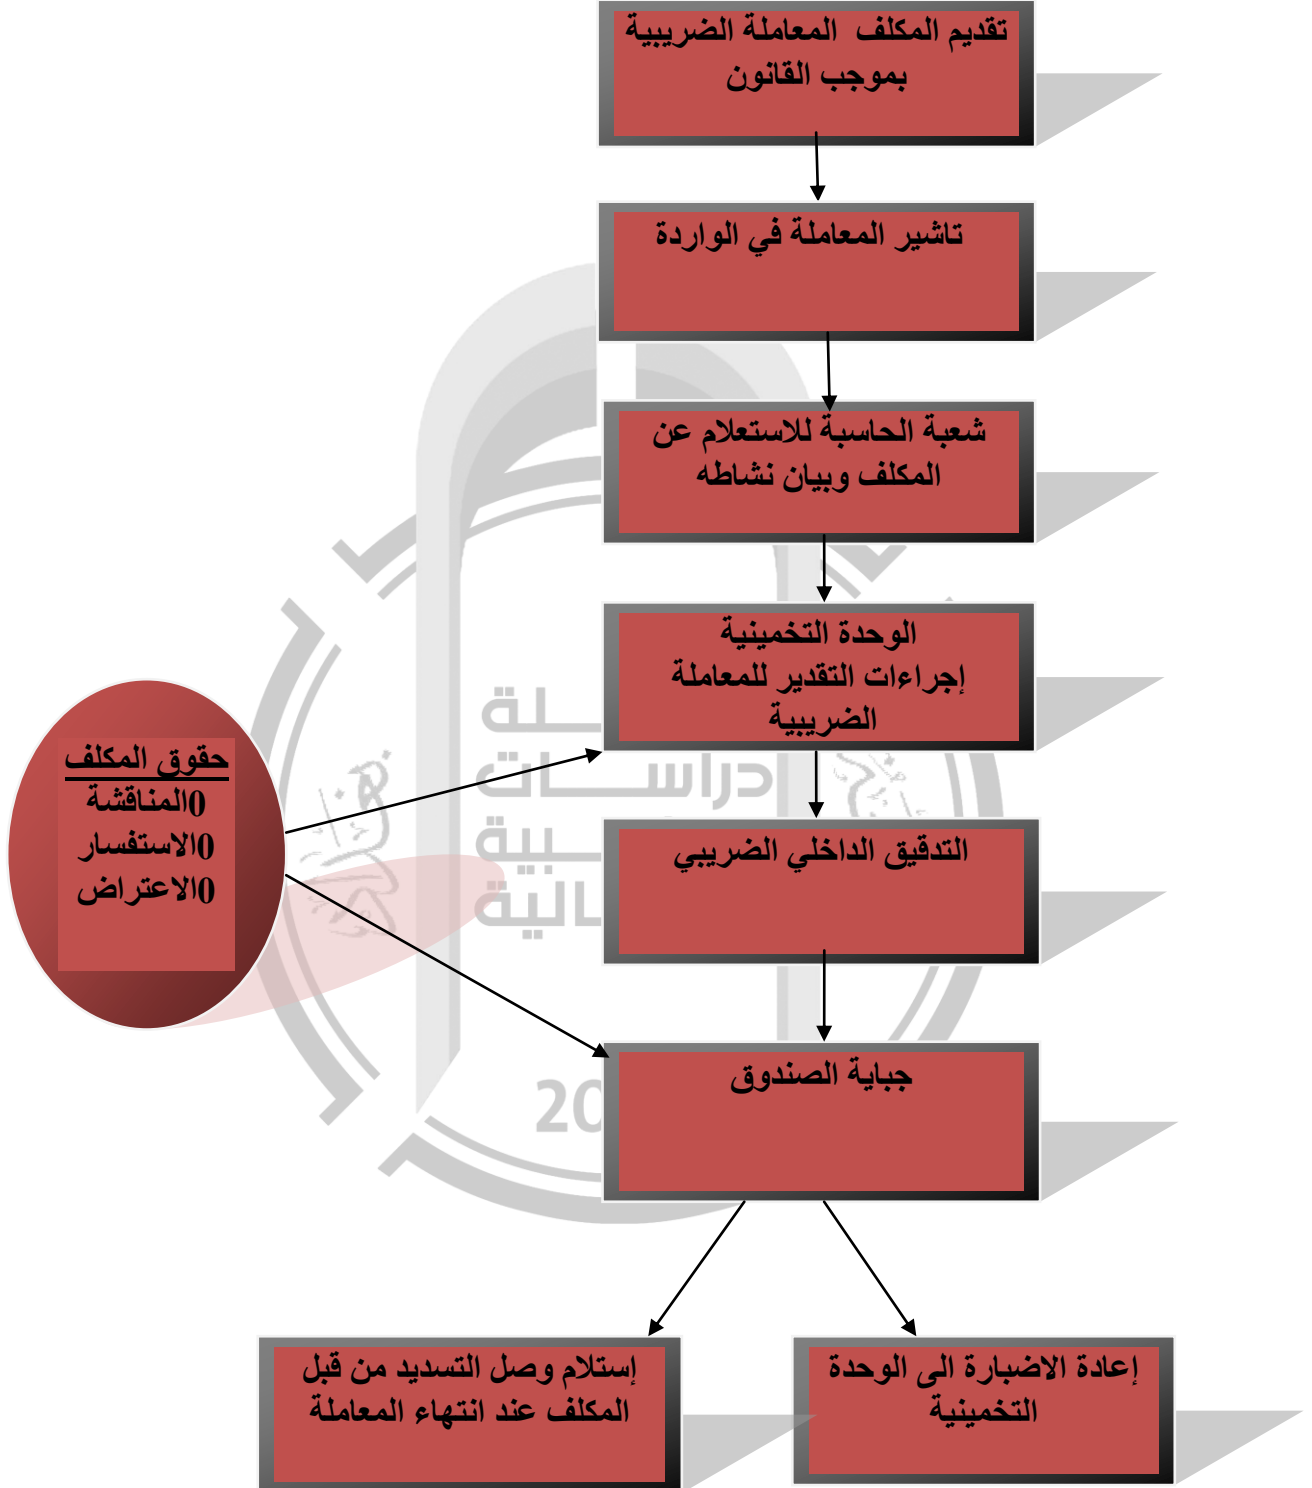 تقديم المكلف المعاملة الضريبية
بموجب القانون
تاشير المعاملة في الواردة
شعبة الحاسبة للاستعلام عن
المكلف وبيان نشاطه
الوحدة التخمينية
إجراءات التقدير للمعاملة
الضريبية
حقوق المكلف
0المناقشة
0الاستفسار
0الاعتراض
التدقيق الداخلي الضريبي
جباية الصندوق
إعادة الاضبارة الى الوحدة
التخمينية
إستلام وصل التسديد من قبل
المكلف عند انتهاء المعاملة
دراسات
20